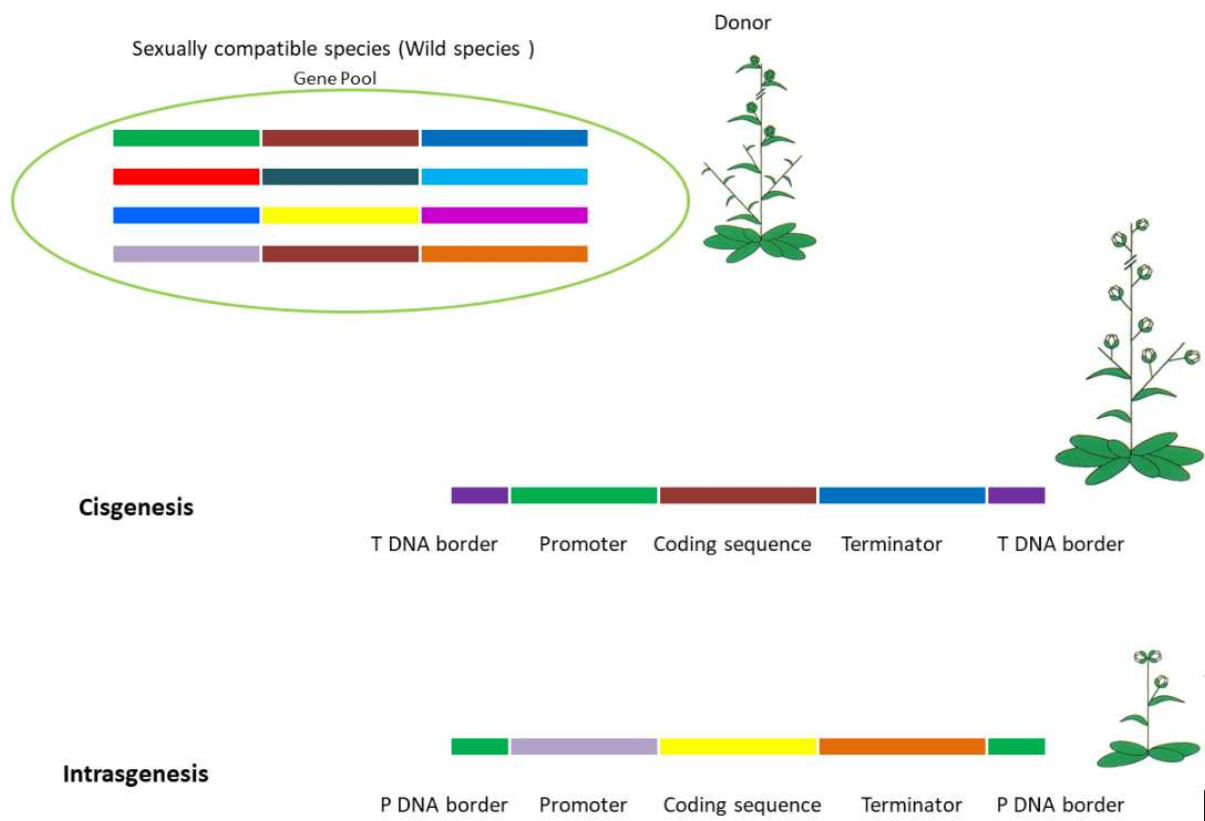 Donor
Sexually compatible species (Wild species )
Gene Pool
Cisgenesis
T DNA border Promoter Coding sequence Terminator T DNA border
Intrasgenesis
P DNA border Promoter Coding sequence Terminator P DNA border